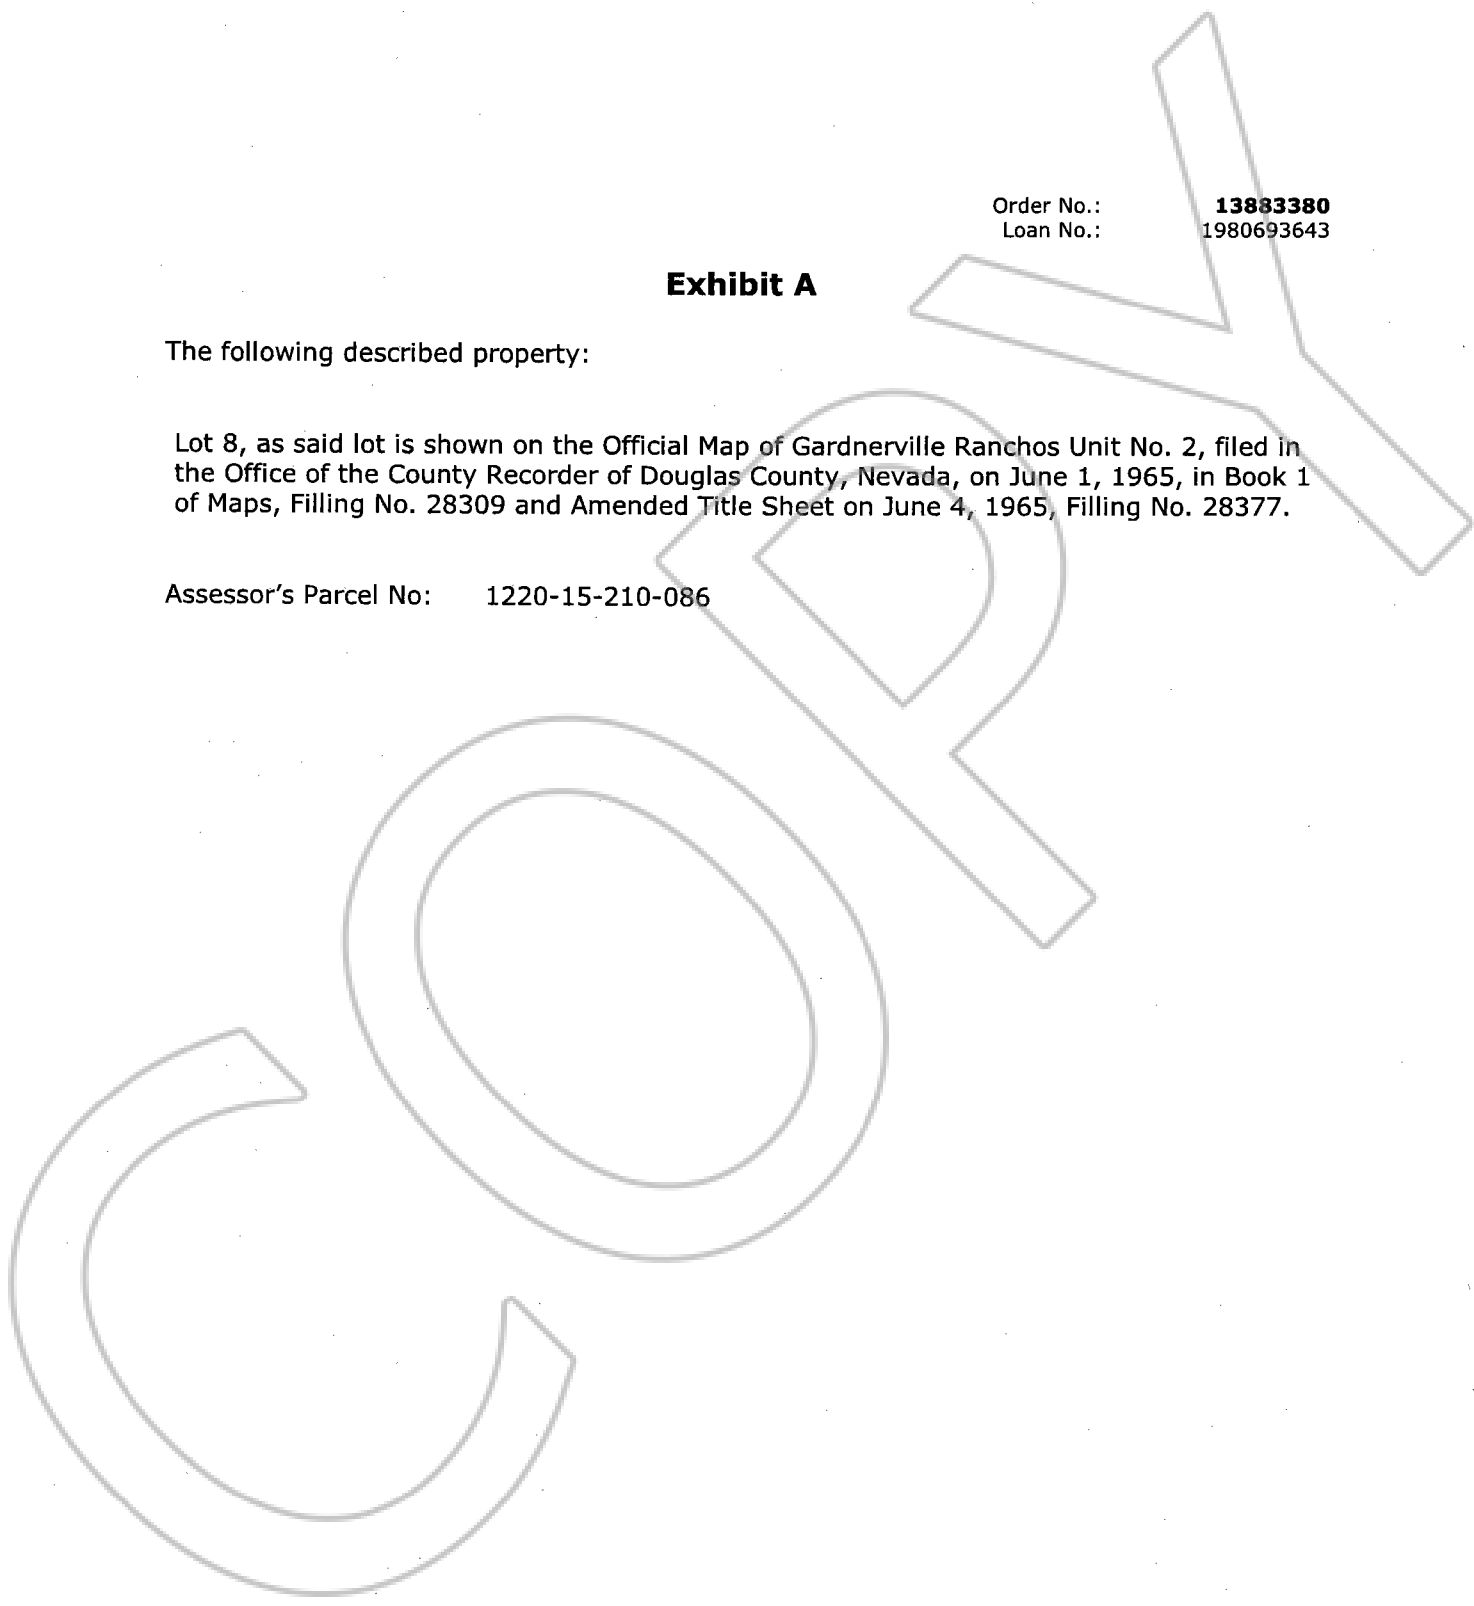 Order No.: 13883380
Loan No.: 1980693643
Exhibit A
The following described property:
Lot 8, as said lot is shown on the Official Map of Gardnerville Ranchos Unit No. 2, filed in
the Office of the County Recorder of Douglas County, Nevada, on June 1, 1965, in Book 1
of Maps, Filling No. 28309 and Amended Title Sheet on June 4, 1965, Filling No. 28377.
Assessor's Parcel No: 1220-15-210-086
COPY